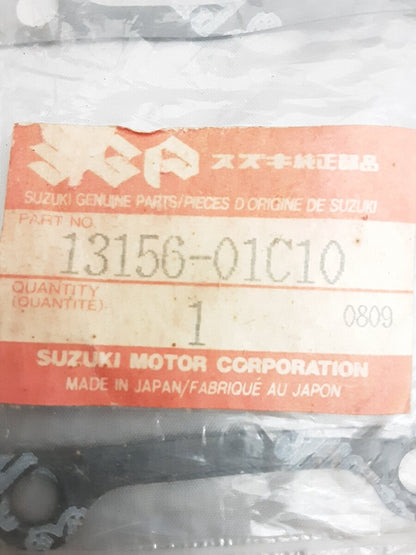 SGP スズキ純正部品
SUZUKI GENUINE PARTS/PIECES D'ORIGINE DE SUZUKI
PART NO.
13156-01C10
QUANTITY
(QUANTITÉ)
1
0809
SUZUKI MOTOR CORPORATION
MADE IN JAPAN/FABRIQUÉ AU JAPON